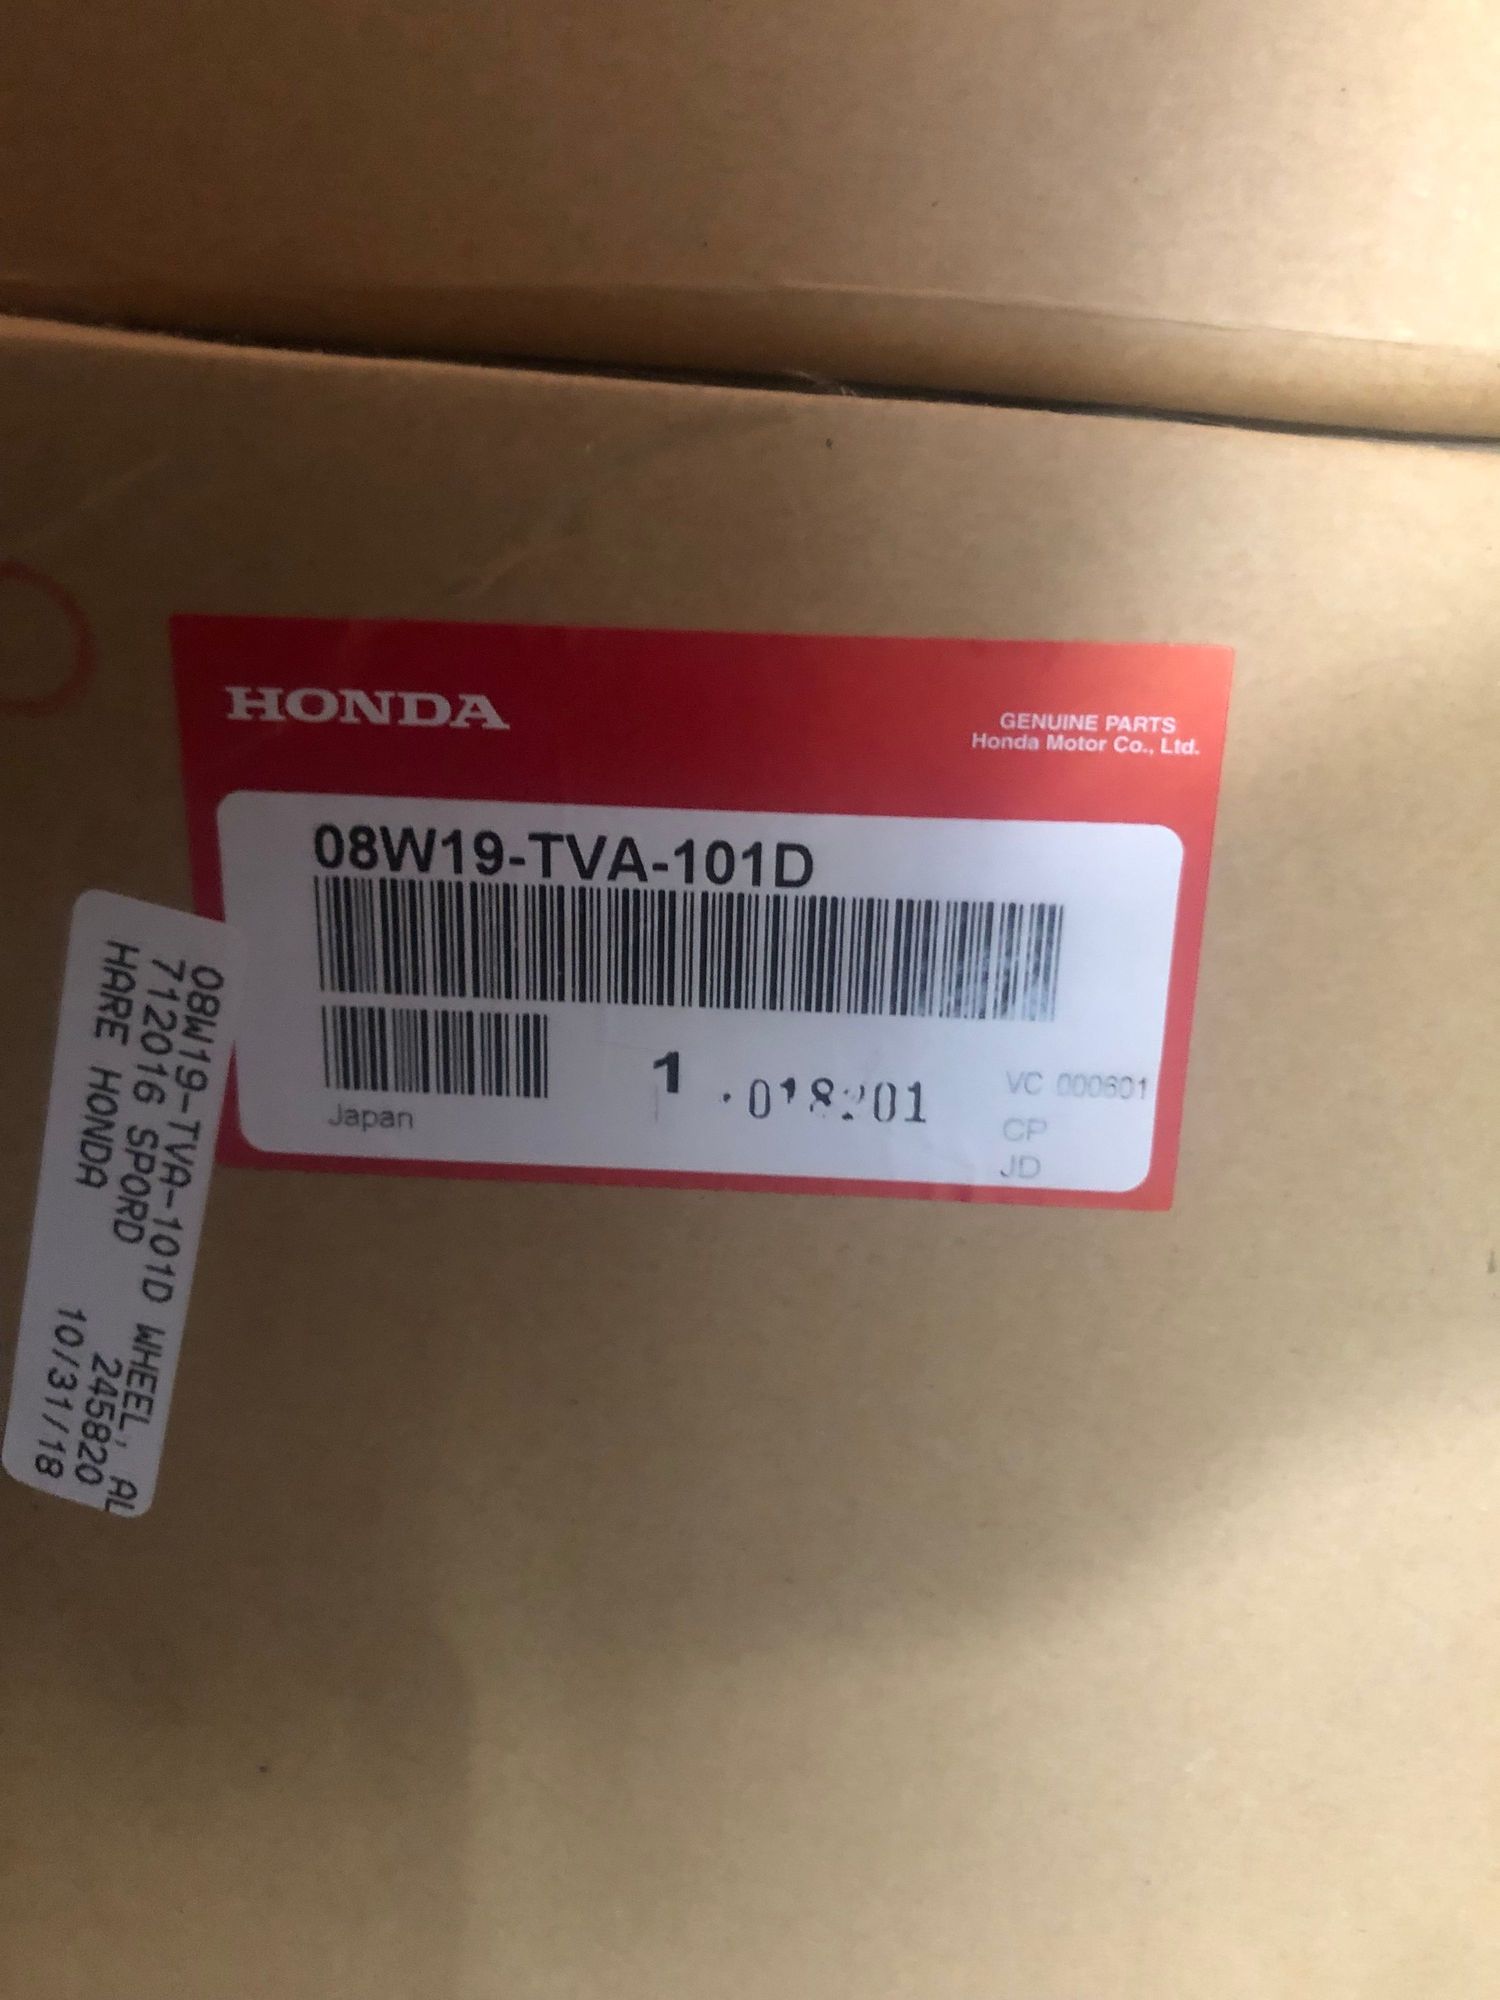 HONDA
GENUINE PARTS
Honda Motor Co., Ltd.
08W19-TVA-101D
1
VC 000601
Japan
CP
JD
08W19-TVA-101D WHEEL, AL
712016 SPORD 245820
HARE HONDA 10/31/18